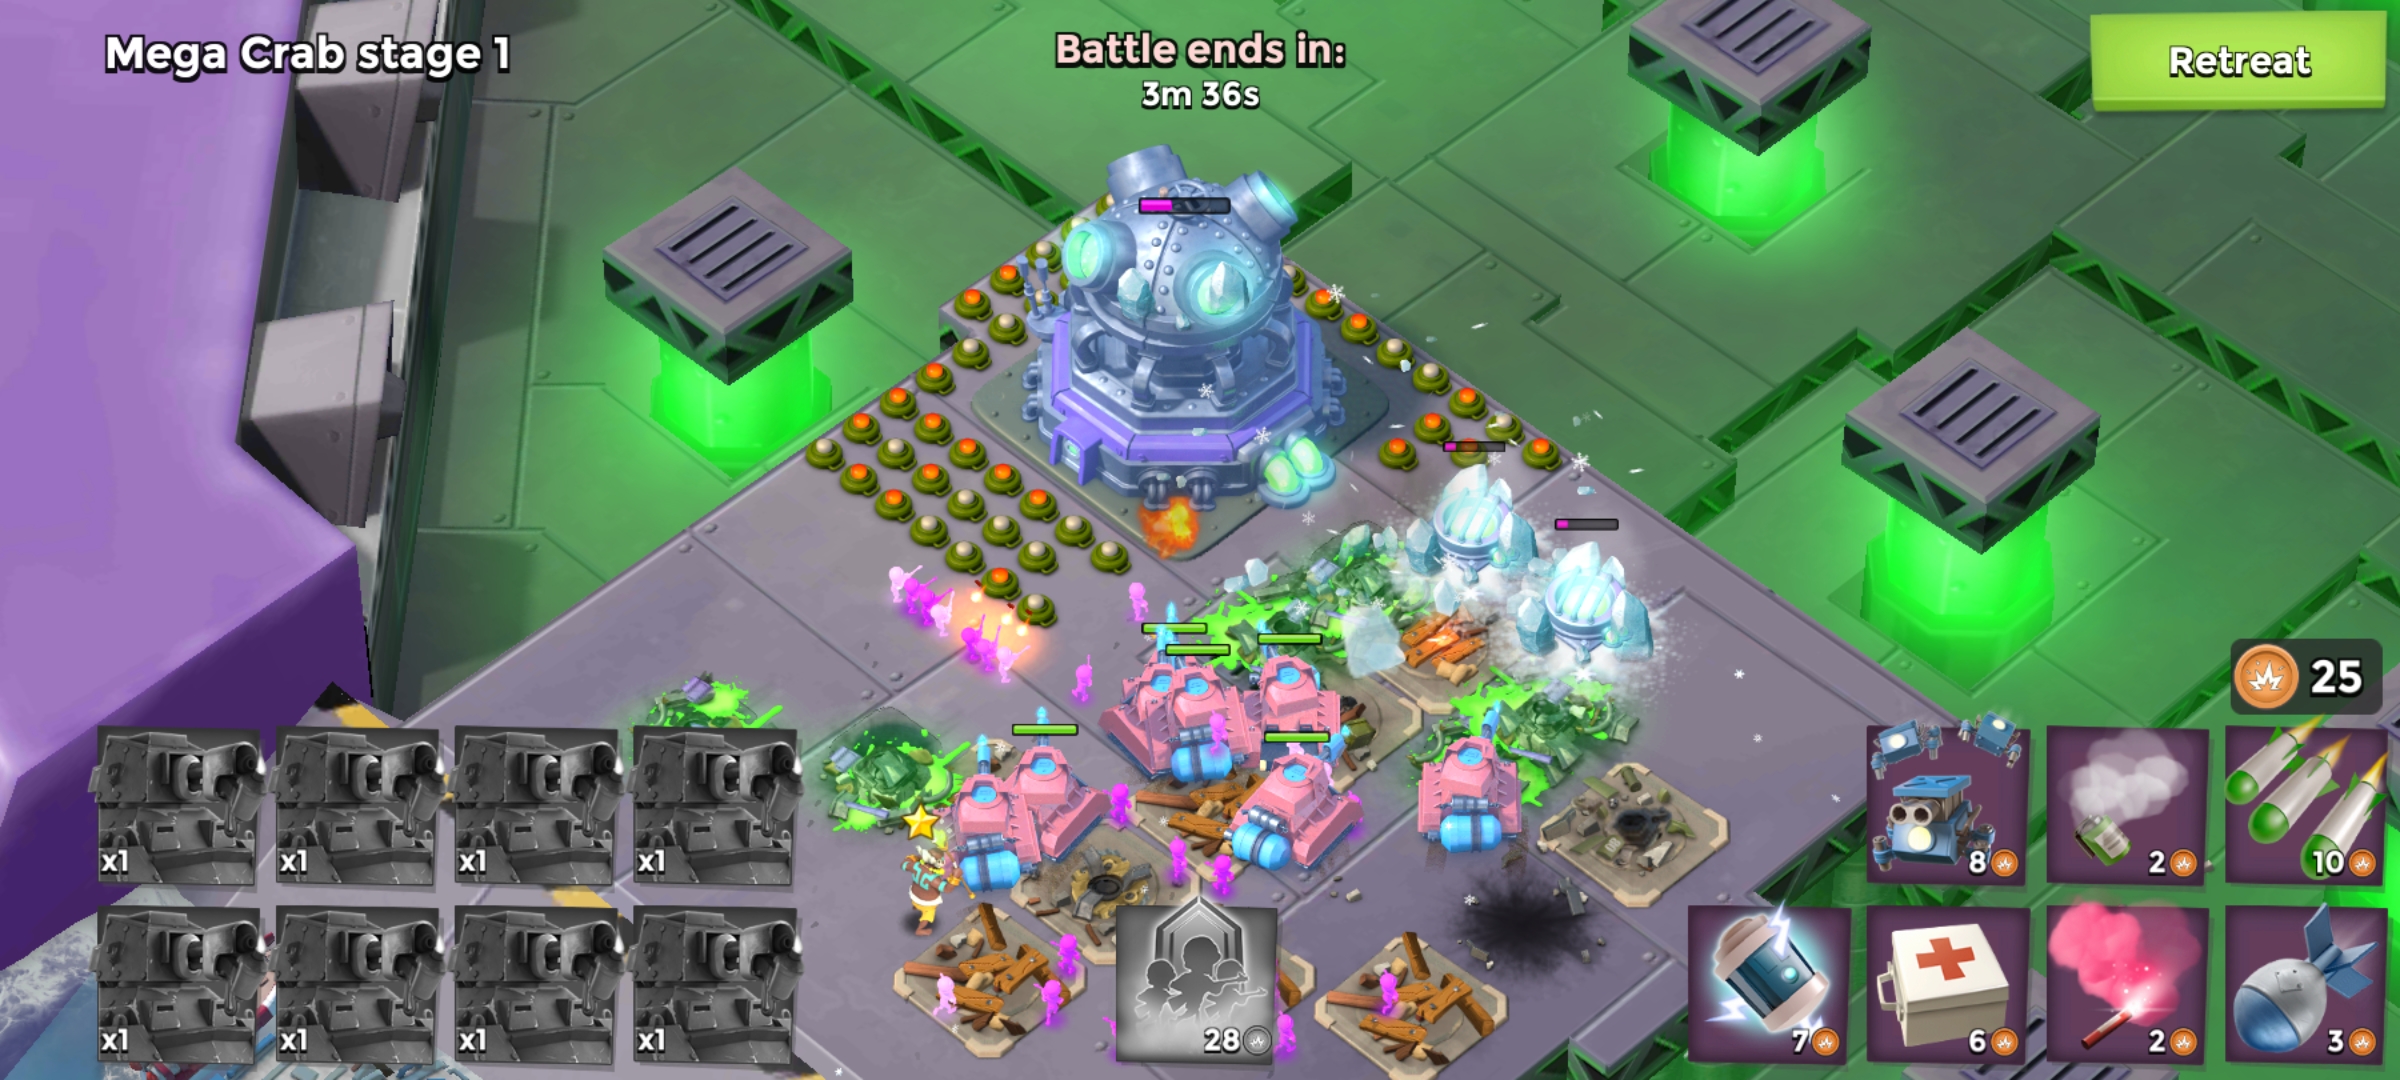 Mega Crab stage 1
Battle ends in:
3m 36s
Retreat
25
8
2
10
x1
x1
x1
x1
x1
x1
x1
x1
28
7
6
2
3